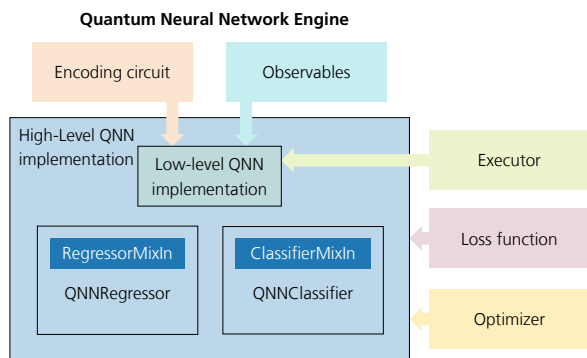 Quantum Neural Network Engine
Encoding circuit
Observables
High-Level QNN
implementation
Low-level QNN
implementation
Executor
RegressorMixIn
QNNRegressor
ClassifierMixIn
QNNClassifier
Loss function
Optimizer